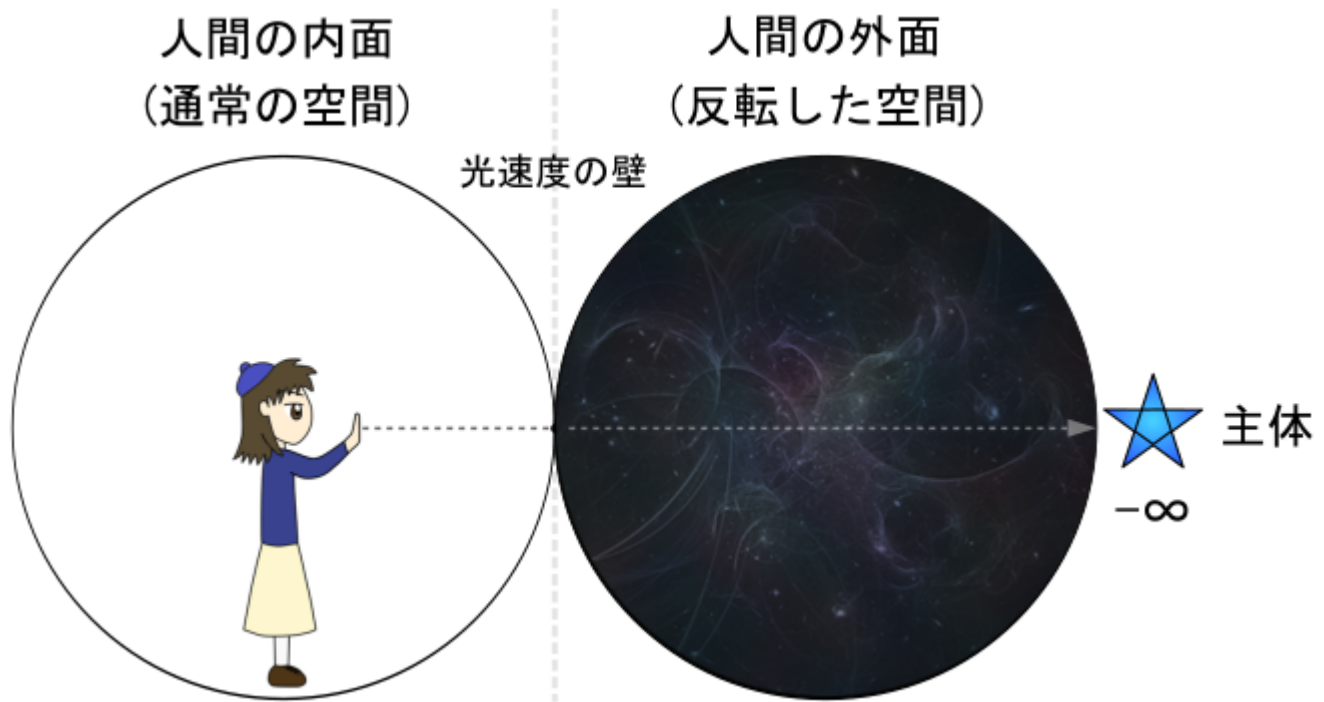 人間の内面
(通常の空間)
人間の外面
(反転した空間)
光速度の壁
主体
−∞